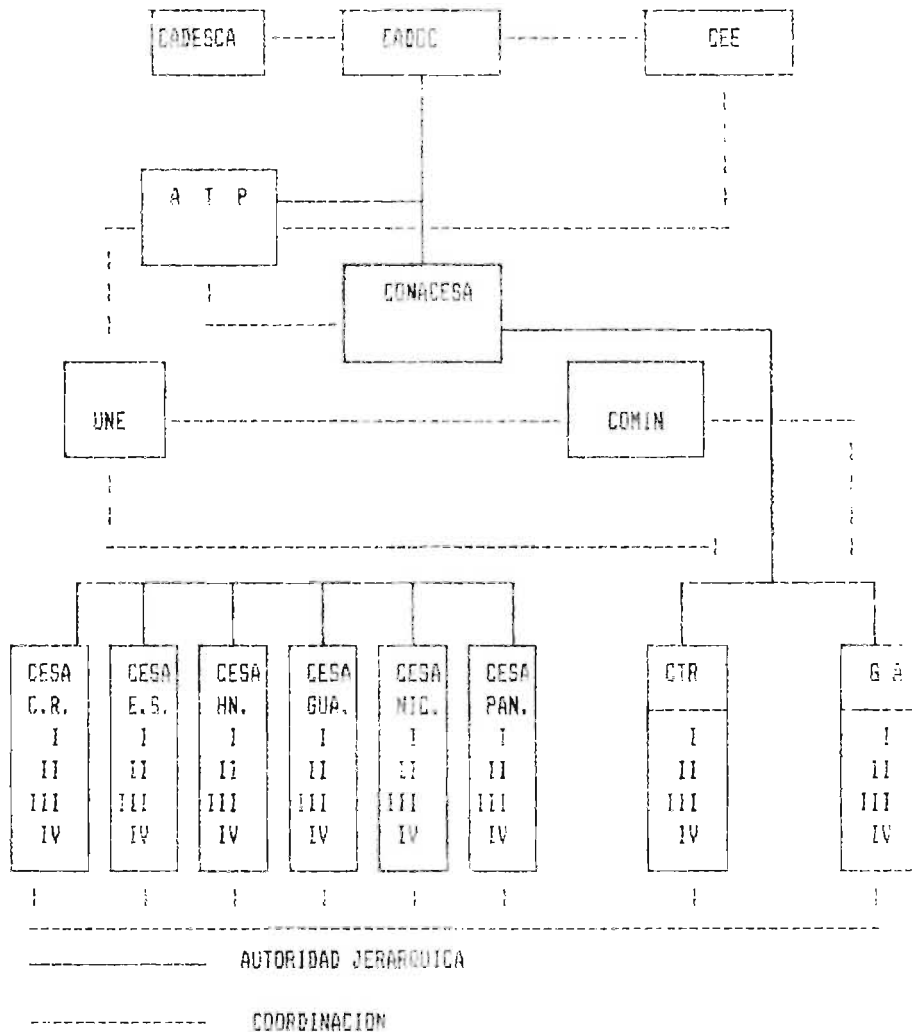 CADESCA CADOC CEE
A T P
CONACESA
UNE COMIN
CESA CESA CESA CESA CESA CESA CTR G A
C.R. E.S. HN. GUA. NIC. PAN.
I I I I I I I I
II II II II II II II II
III III III III III III III III
IV IV IV IV IV IV IV IV
AUTORIDAD JERARQUICA
COORDINACION